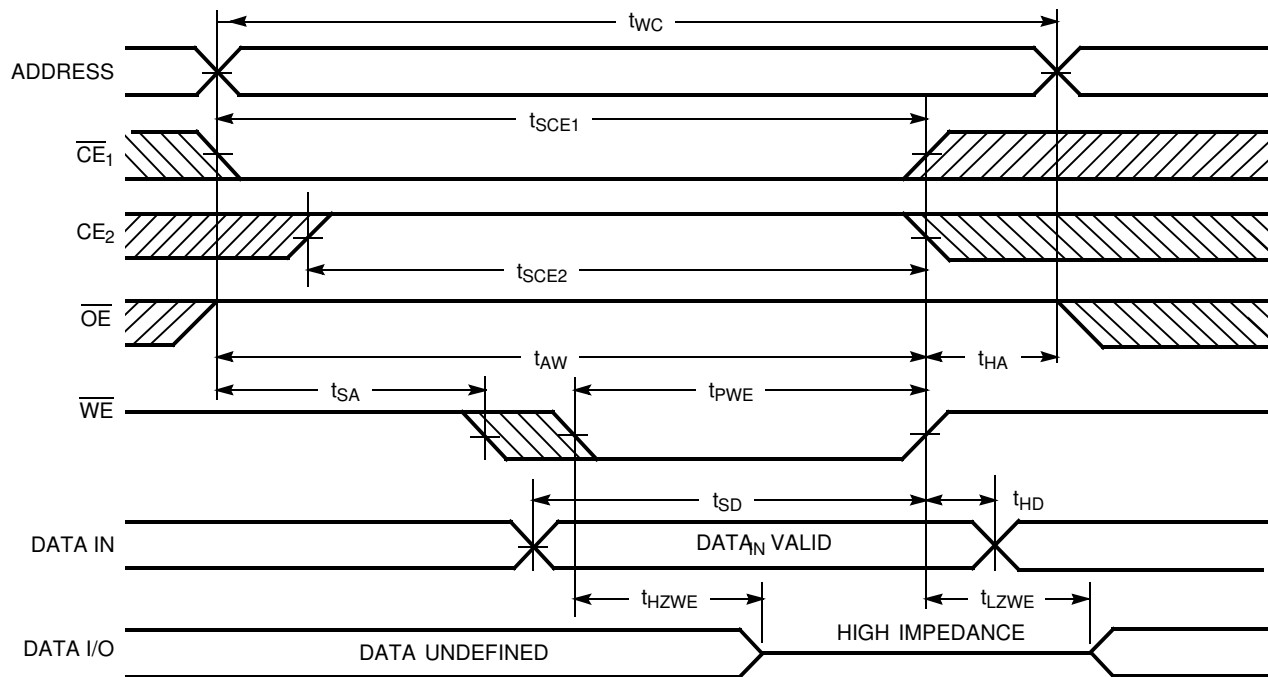 tWC
ADDRESS
tSCE1
CE1
CE2
tSCE2
OE
tAW
tHA
tSA
tPWE
WE
tSD
tHD
DATA IN
DATAIN VALID
tHZWE
tLZWE
HIGH IMPEDANCE
DATA I/O
DATA UNDEFINED